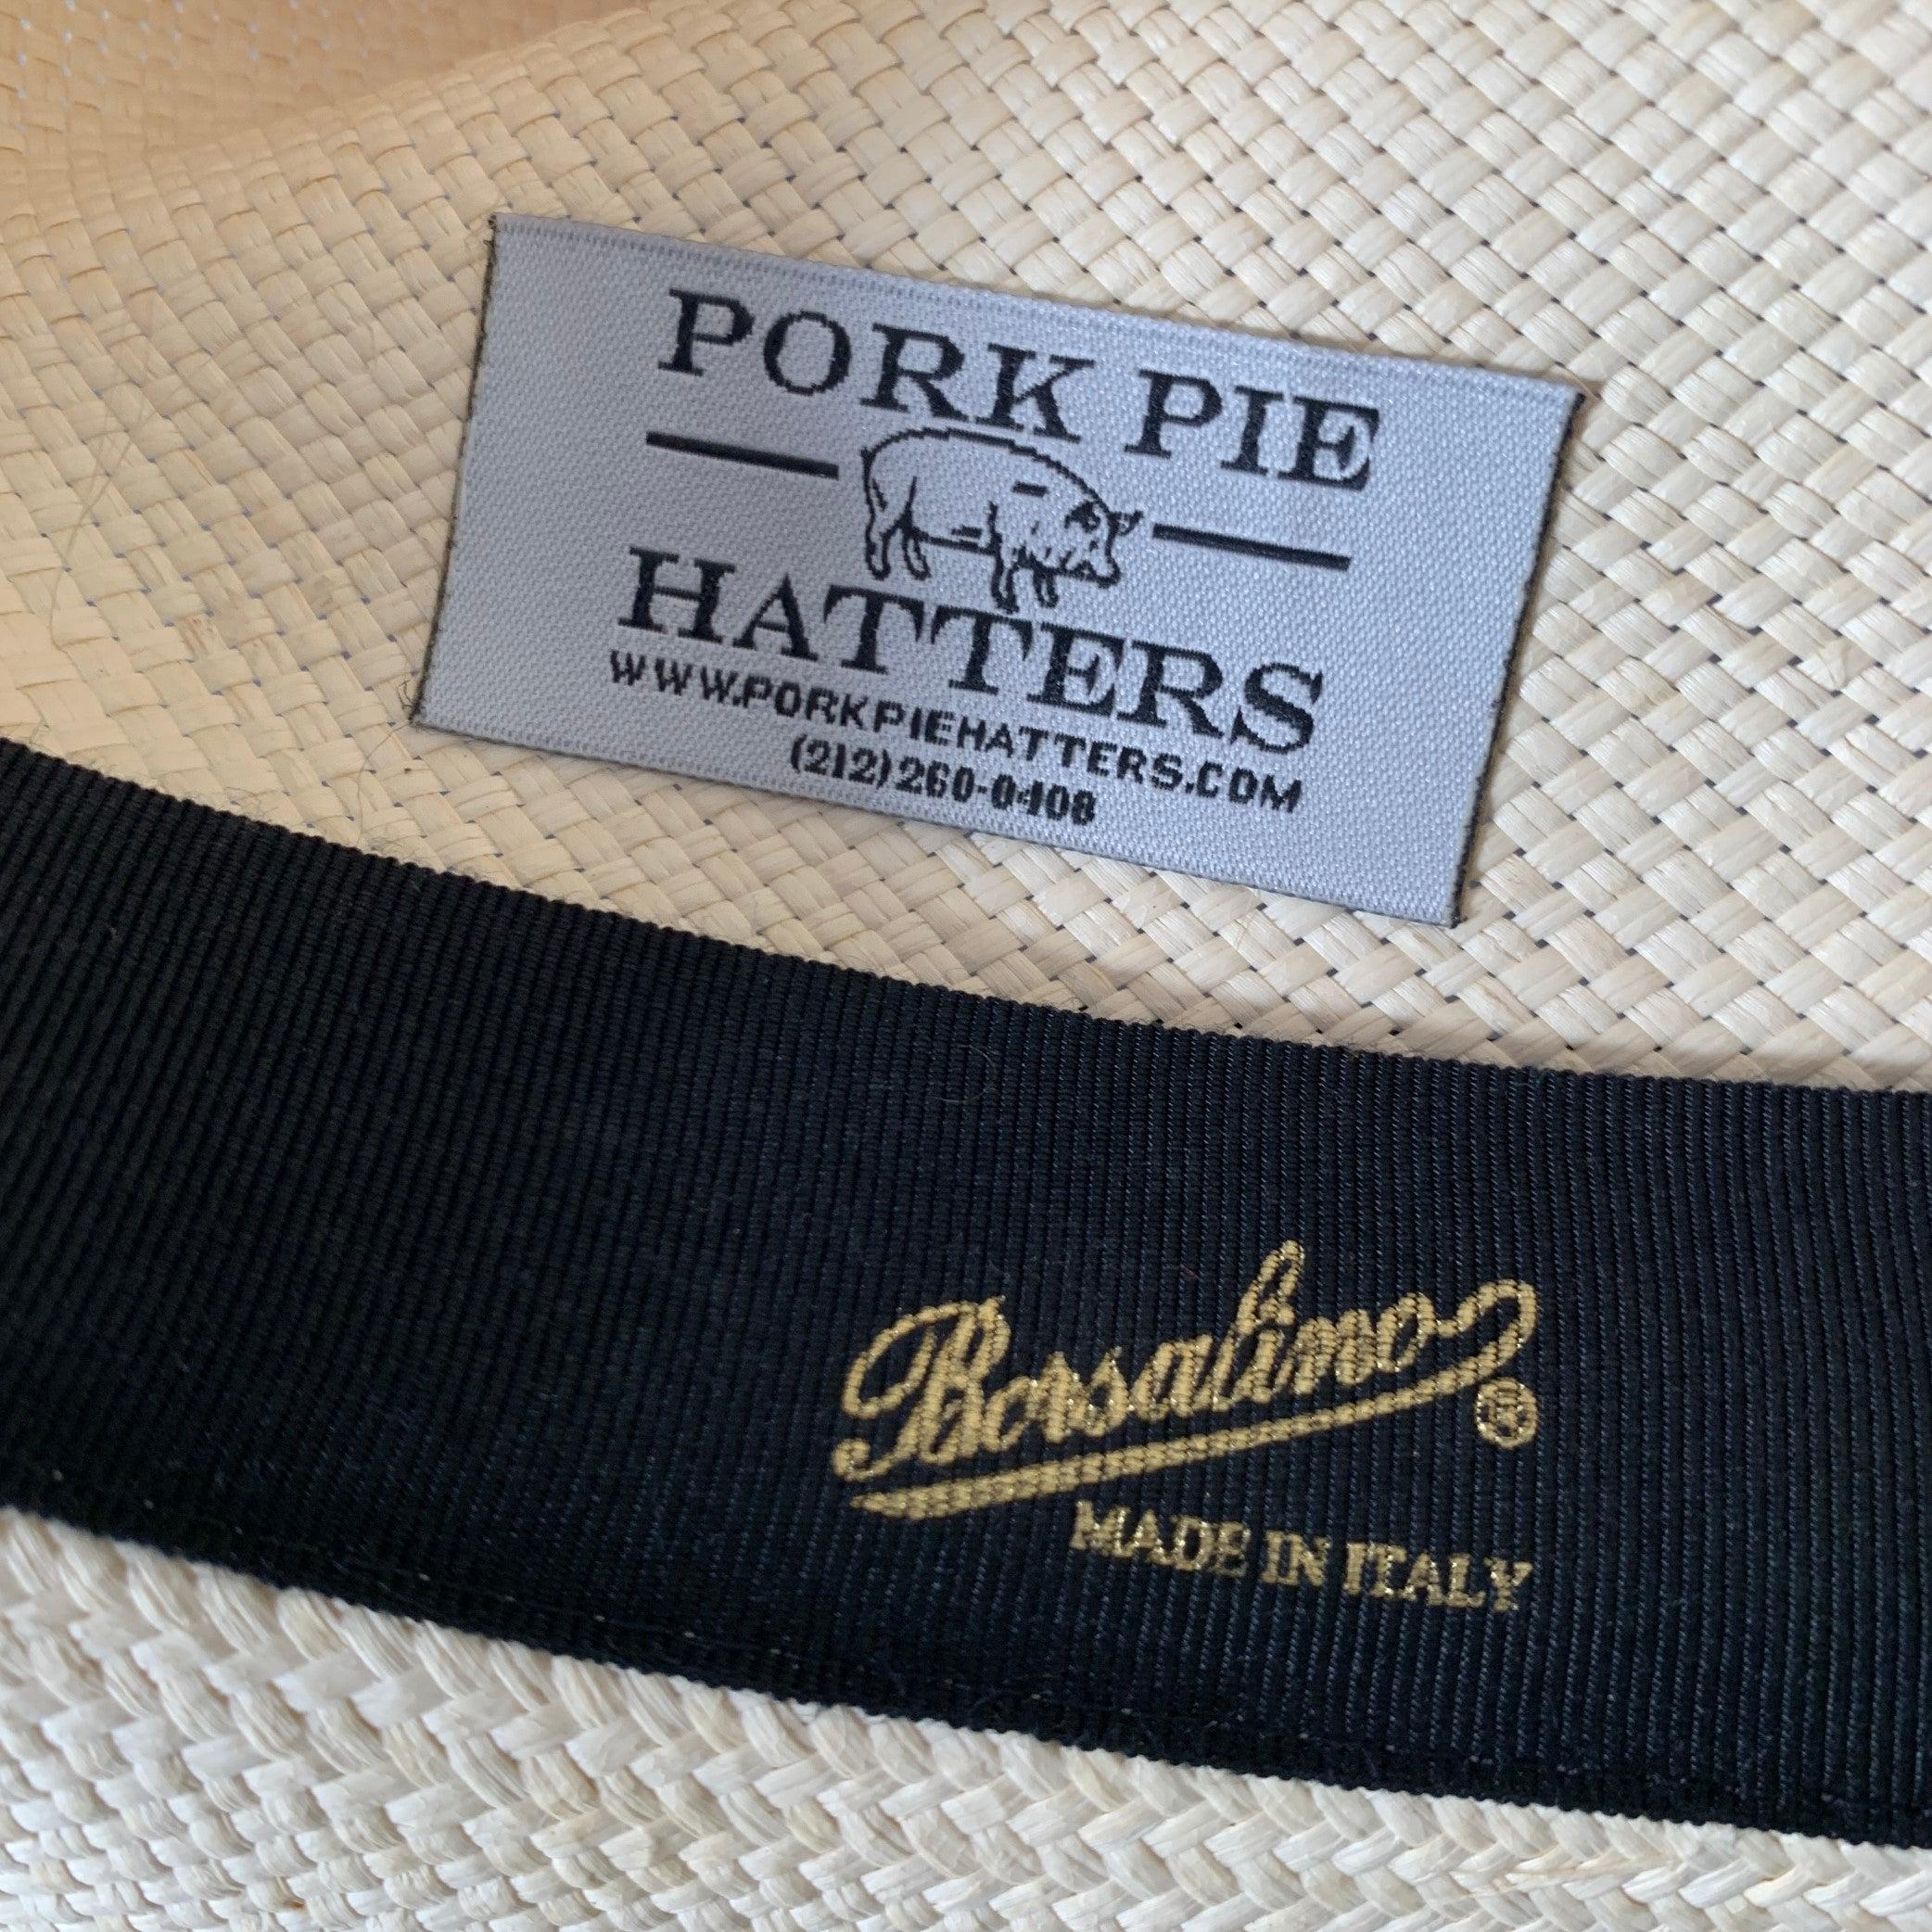 PORK PIE
HATTERS
WWW.PORKPIEHATTERS.COM
(212)260-0408
Borsalino
®
MADE IN ITALY